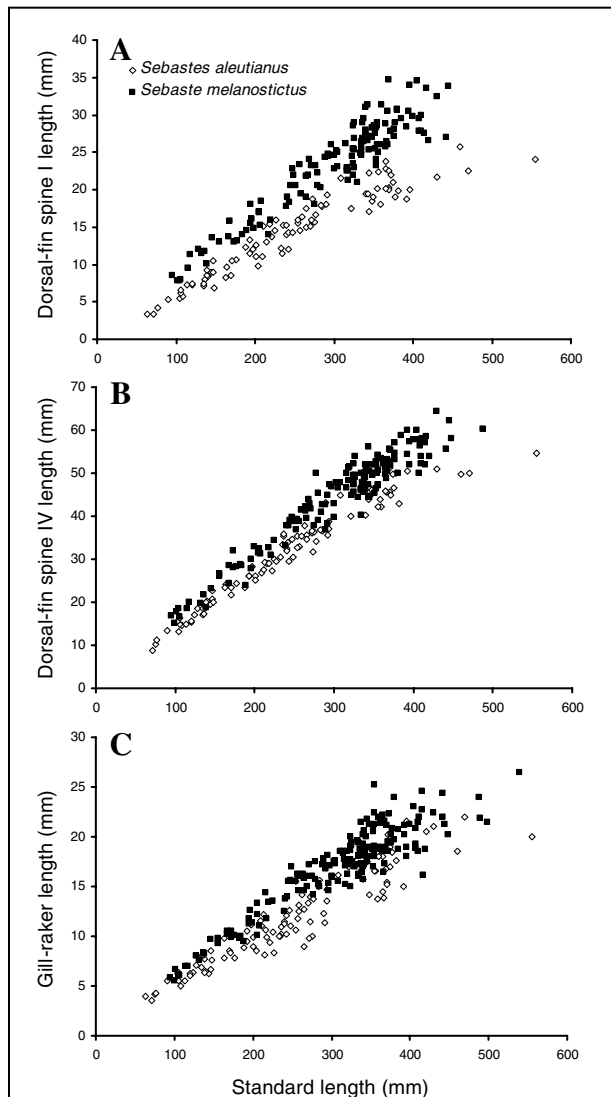 A
Sebastes aleutianus
Sebaste melanostictus
Dorsal-fin spine I length (mm)
40
35
30
25
20
15
10
5
0
0 100 200 300 400 500 600
B
Dorsal-fin spine IV length (mm)
70
60
50
40
30
20
10
0
0 100 200 300 400 500 600
C
Gill-raker length (mm)
30
25
20
15
10
5
0
0 100 200 300 400 500 600
Standard length (mm)